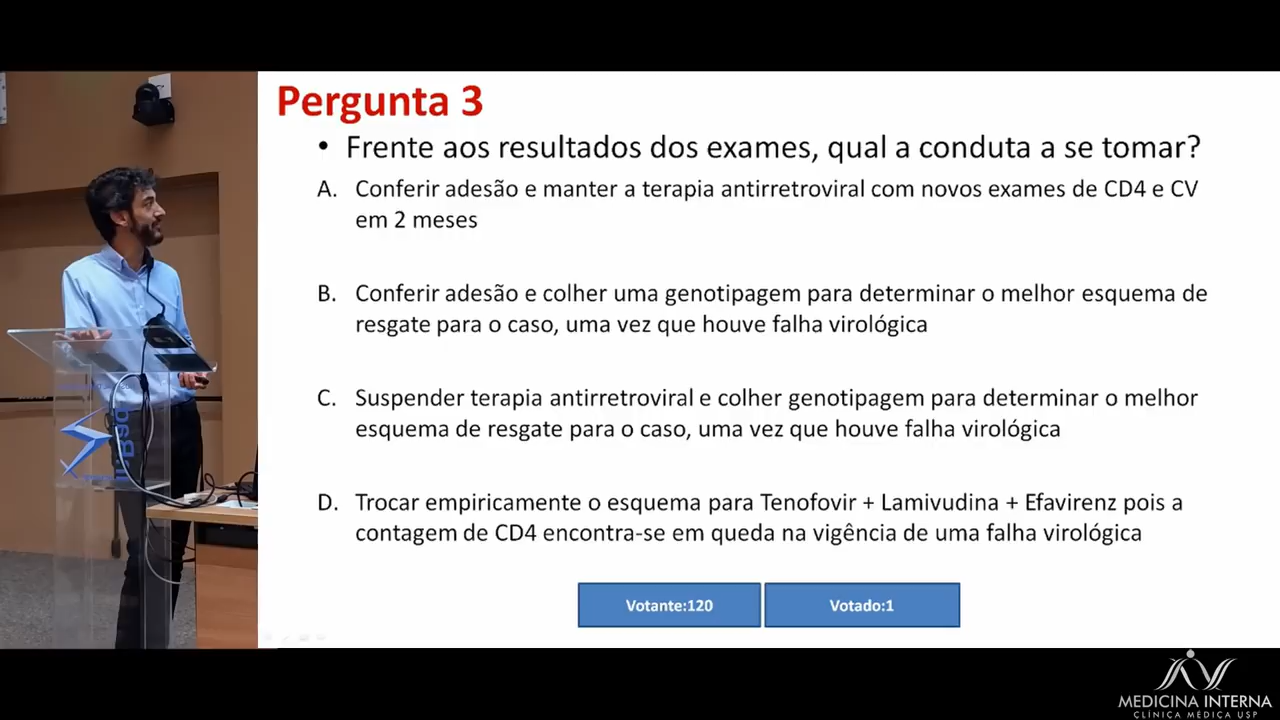 Pergunta 3
• Frente aos resultados dos exames, qual a conduta a se tomar?
A. Conferir adesão e manter a terapia antirretroviral com novos exames de CD4 e CV
em 2 meses
B. Conferir adesão e colher uma genotipagem para determinar o melhor esquema de
resgate para o caso, uma vez que houve falha virológica
C. Suspender terapia antirretroviral e colher genotipagem para determinar o melhor
esquema de resgate para o caso, uma vez que houve falha virológica
D. Trocar empiricamente o esquema para Tenofovir + Lamivudina + Efavirenz pois a
contagem de CD4 encontra-se em queda na vigência de uma falha virológica
Votante:120
Votado:1
MEDICINA INTERNA
CLÍNICA MÉDICA USP